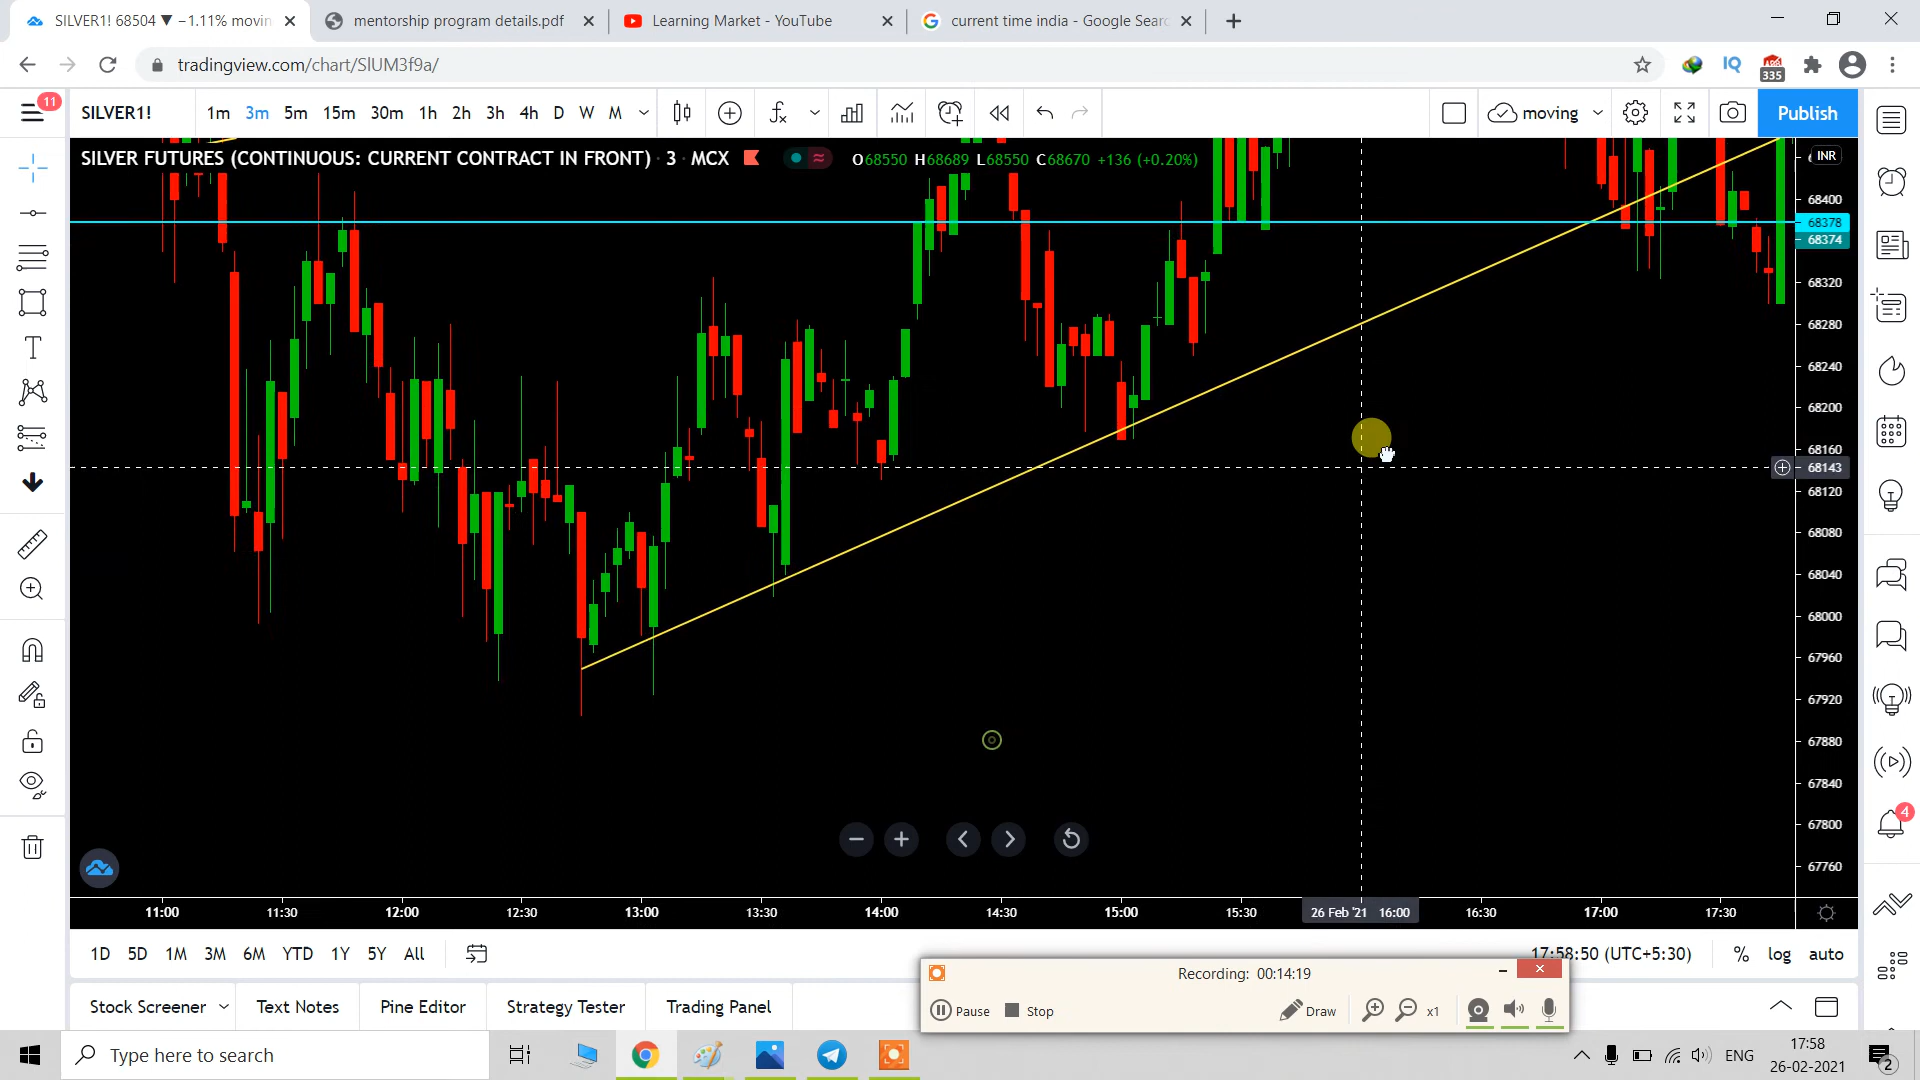 SILVER1! 68504 ▼ −1.11% movin
mentorship program details.pdf
Learning Market - YouTube
current time india - Google Searc
tradingview.com/chart/SlUM3f9a/
335
11
SILVER1!
1m 3m 5m 15m 30m 1h 2h 3h 4h D W M
moving
Publish
SILVER FUTURES (CONTINUOUS: CURRENT CONTRACT IN FRONT) · 3 · MCX
O68550 H68689 L68550 C68670 +136 (+0.20%)
INR
68400
68378
68374
68320
68280
68240
68200
68160
68143
68120
68080
68040
68000
67960
67920
67880
67840
67800
67760
4
11:00 11:30 12:00 12:30 13:00 13:30 14:00 14:30 15:00 15:30 26 Feb '21 16:00 16:30 17:00 17:30
1D 5D 1M 3M 6M YTD 1Y 5Y All
17:58:50 (UTC+5:30) % log auto
Recording: 00:14:19
Pause Stop Draw x1
Stock Screener Text Notes Pine Editor Strategy Tester Trading Panel
Type here to search
ENG
17:58
26-02-2021
2